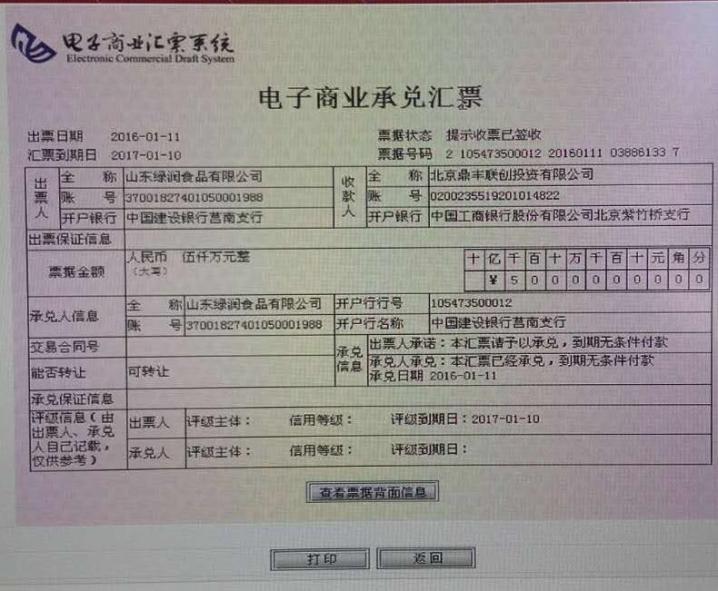 电子商业汇票系统
Electronic Commercial Draft System
电子商业承兑汇票
出票日期 2016-01-11 票据状态 提示收票已签收
汇票到期日 2017-01-10 票据号码 2 105473500012 20160111 03886133 7
出票人 全称 山东绿润食品有限公司 收款人 全称 北京鼎丰联创投资有限公司
账号 37001827401050001988 账号 0200235519201014822
开户银行 中国建设银行莒南支行 开户银行 中国工商银行股份有限公司北京紫竹桥支行
出票保证信息
票据金额 人民币 伍仟万元整 十 亿 千 百 十 万 千 百 十 元 角 分
(大写) ¥ 5 0 0 0 0 0 0 0 0 0
承兑人信息 全称 山东绿润食品有限公司 开户行行号 105473500012
账号 37001827401050001988 开户行名称 中国建设银行莒南支行
交易合同号 承兑信息 出票人承诺:本汇票请予以承兑,到期无条件付款
能否转让 可转让 承兑人承兑:本汇票已经承兑,到期无条件付款
承兑日期 2016-01-11
承兑保证信息
评级信息(由出票人、承兑人自己记载,仅供参考) 出票人 评级主体: 信用等级: 评级到期日:2017-01-10
承兑人 评级主体: 信用等级: 评级到期日:
查看票据背面信息
打印 返回